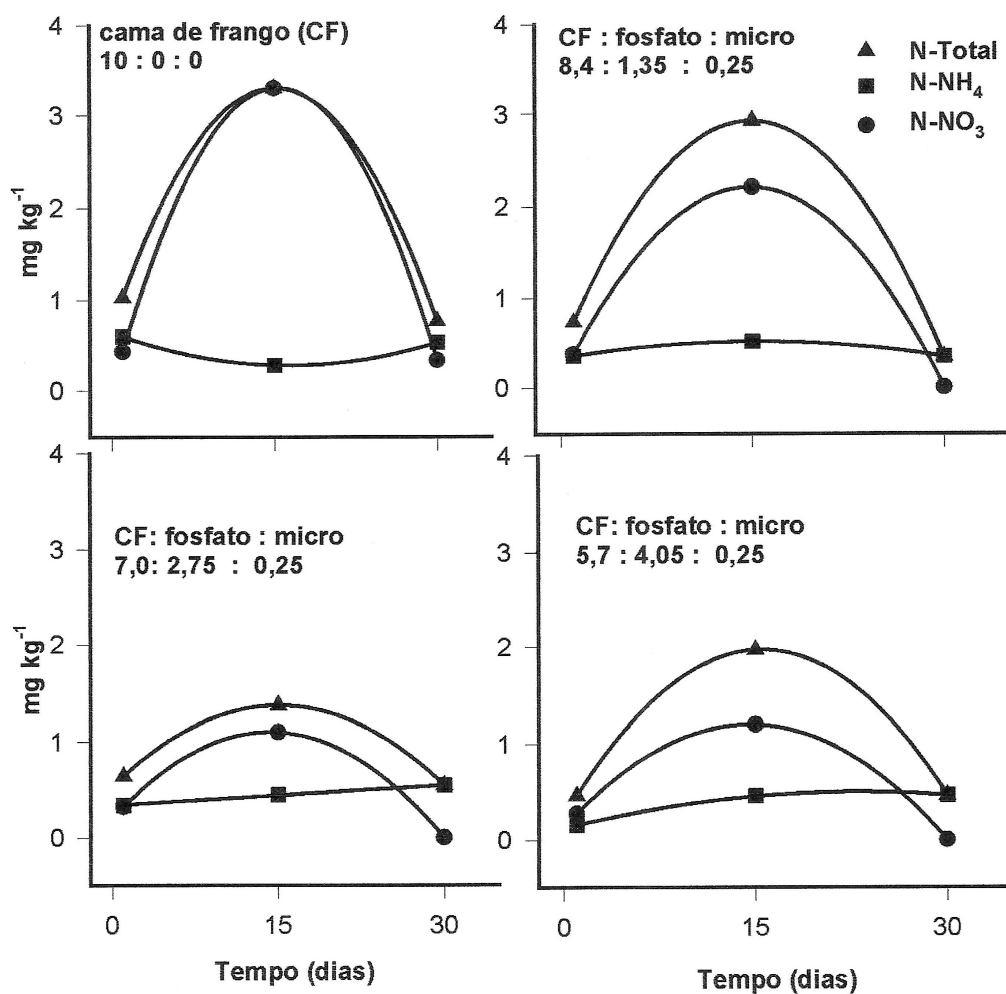 cama de frango (CF)
10 : 0 : 0
4
3
2
1
0
mg kg-1
CF : fosfato : micro
8,4 : 1,35 : 0,25
N-Total
N-NH4
N-NO3
4
3
2
1
0
CF: fosfato : micro
7,0: 2,75 : 0,25
4
3
2
1
0
mg kg-1
0
15
30
Tempo (dias)
CF: fosfato : micro
5,7 : 4,05 : 0,25
4
3
2
1
0
0
15
30
Tempo (dias)